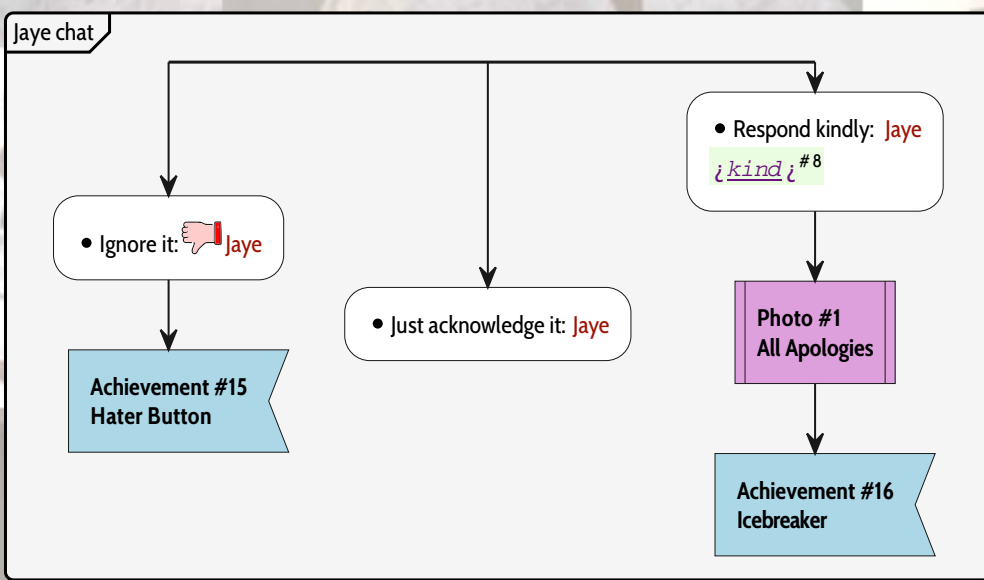 Jaye chat
• Respond kindly: Jaye
¿kind¿ #8
• Ignore it: Jaye
• Just acknowledge it: Jaye
Photo #1
All Apologies
Achievement #15
Hater Button
Achievement #16
Icebreaker